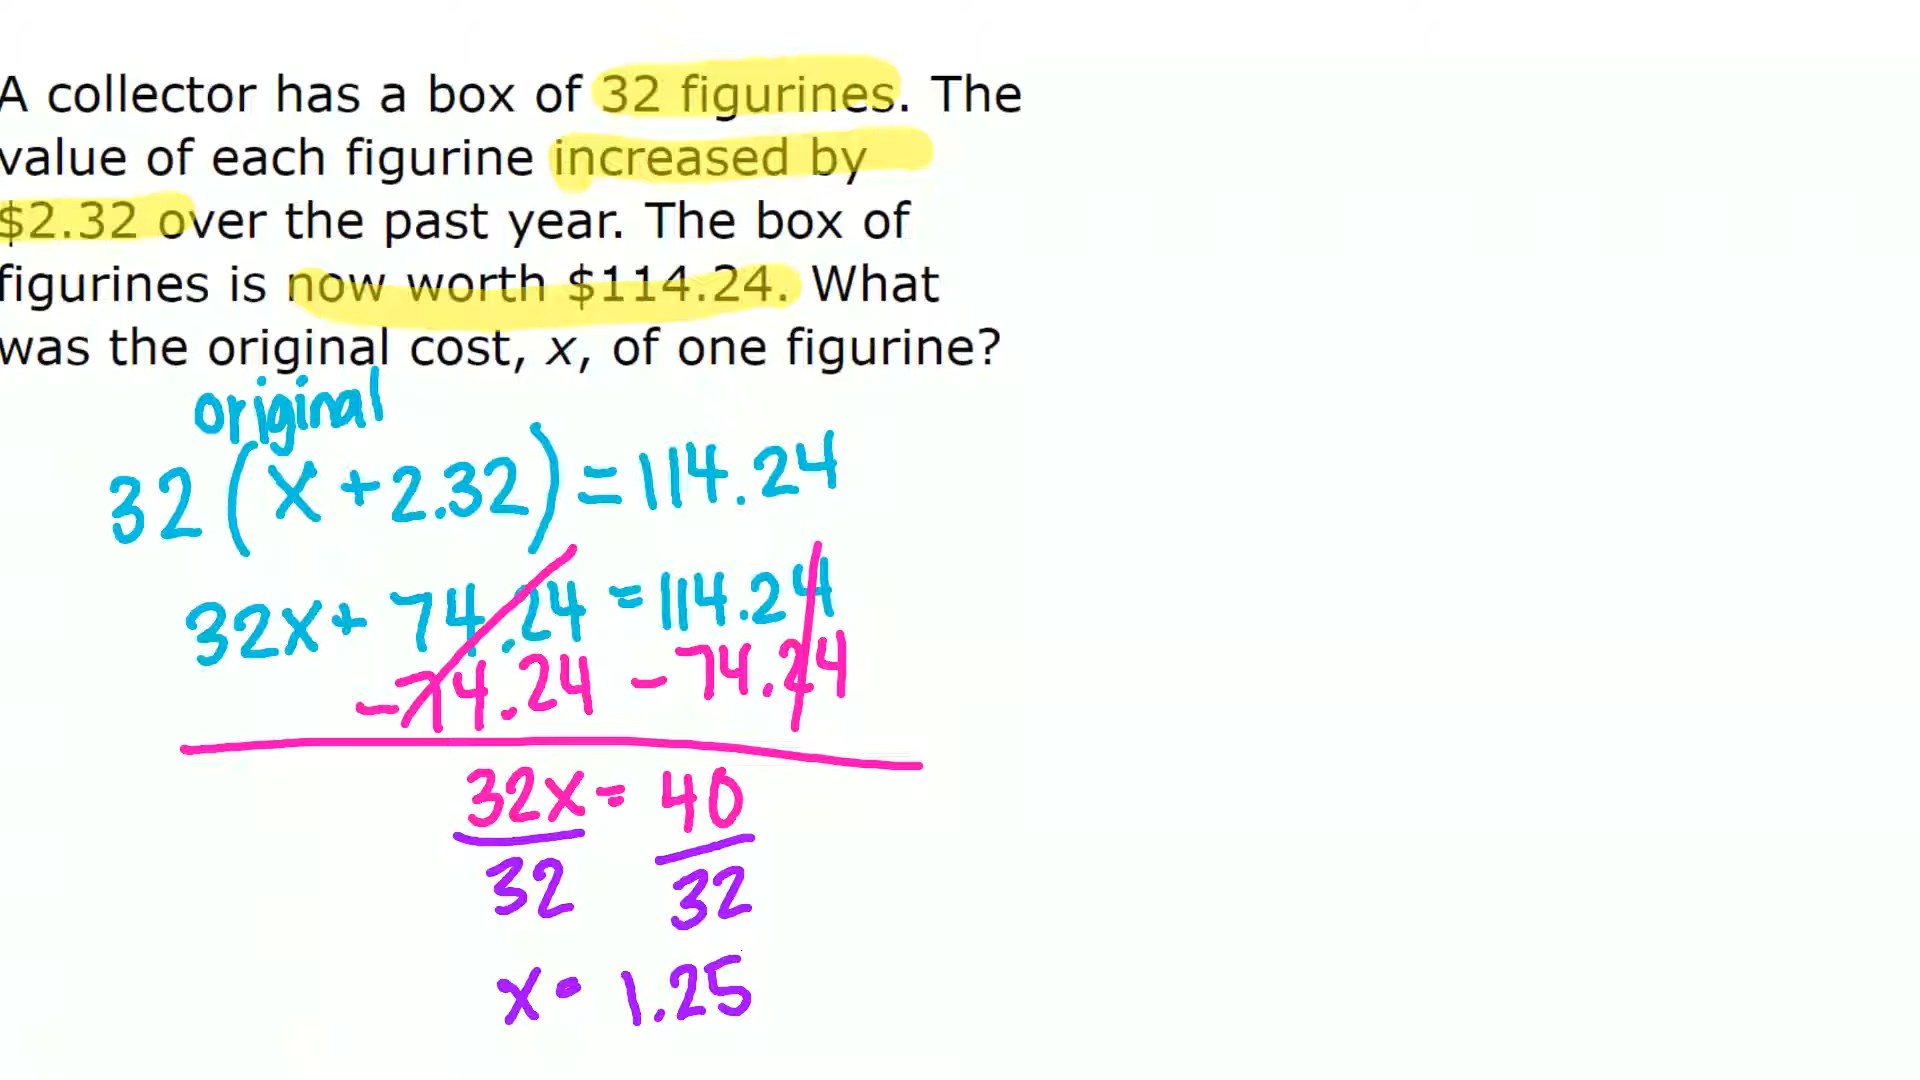 A collector has a box of 32 figurines. The
value of each figurine increased by
$2.32 over the past year. The box of
figurines is now worth $114.24. What
was the original cost, x, of one figurine?
original
32(x+2.32)=114.24
32x+74.24=114.24
-74.24 -74.24
32x=40
32 32
x=1.25